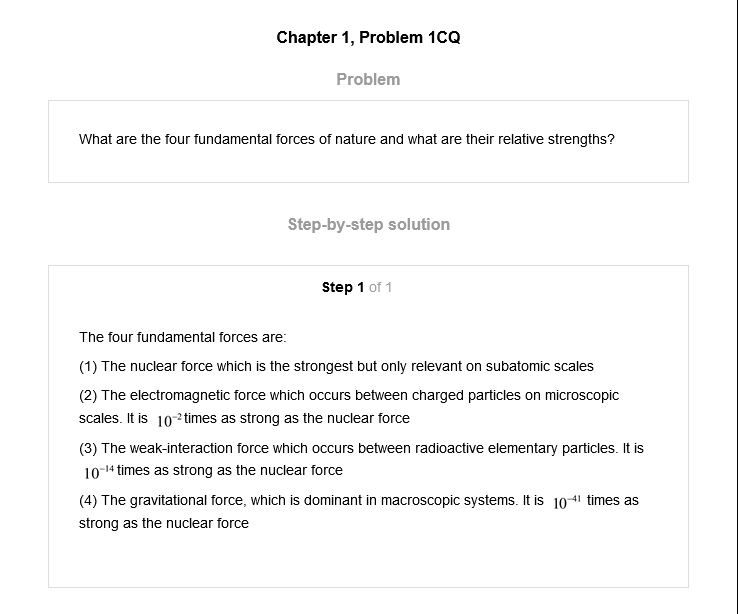 Chapter 1, Problem 1CQ
Problem
What are the four fundamental forces of nature and what are their relative strengths?
Step-by-step solution
Step 1 of 1
The four fundamental forces are:
(1) The nuclear force which is the strongest but only relevant on subatomic scales
(2) The electromagnetic force which occurs between charged particles on microscopic
scales. It is 10⁻² times as strong as the nuclear force
(3) The weak-interaction force which occurs between radioactive elementary particles. It is
10⁻¹⁴ times as strong as the nuclear force
(4) The gravitational force, which is dominant in macroscopic systems. It is 10⁻⁴¹ times as
strong as the nuclear force